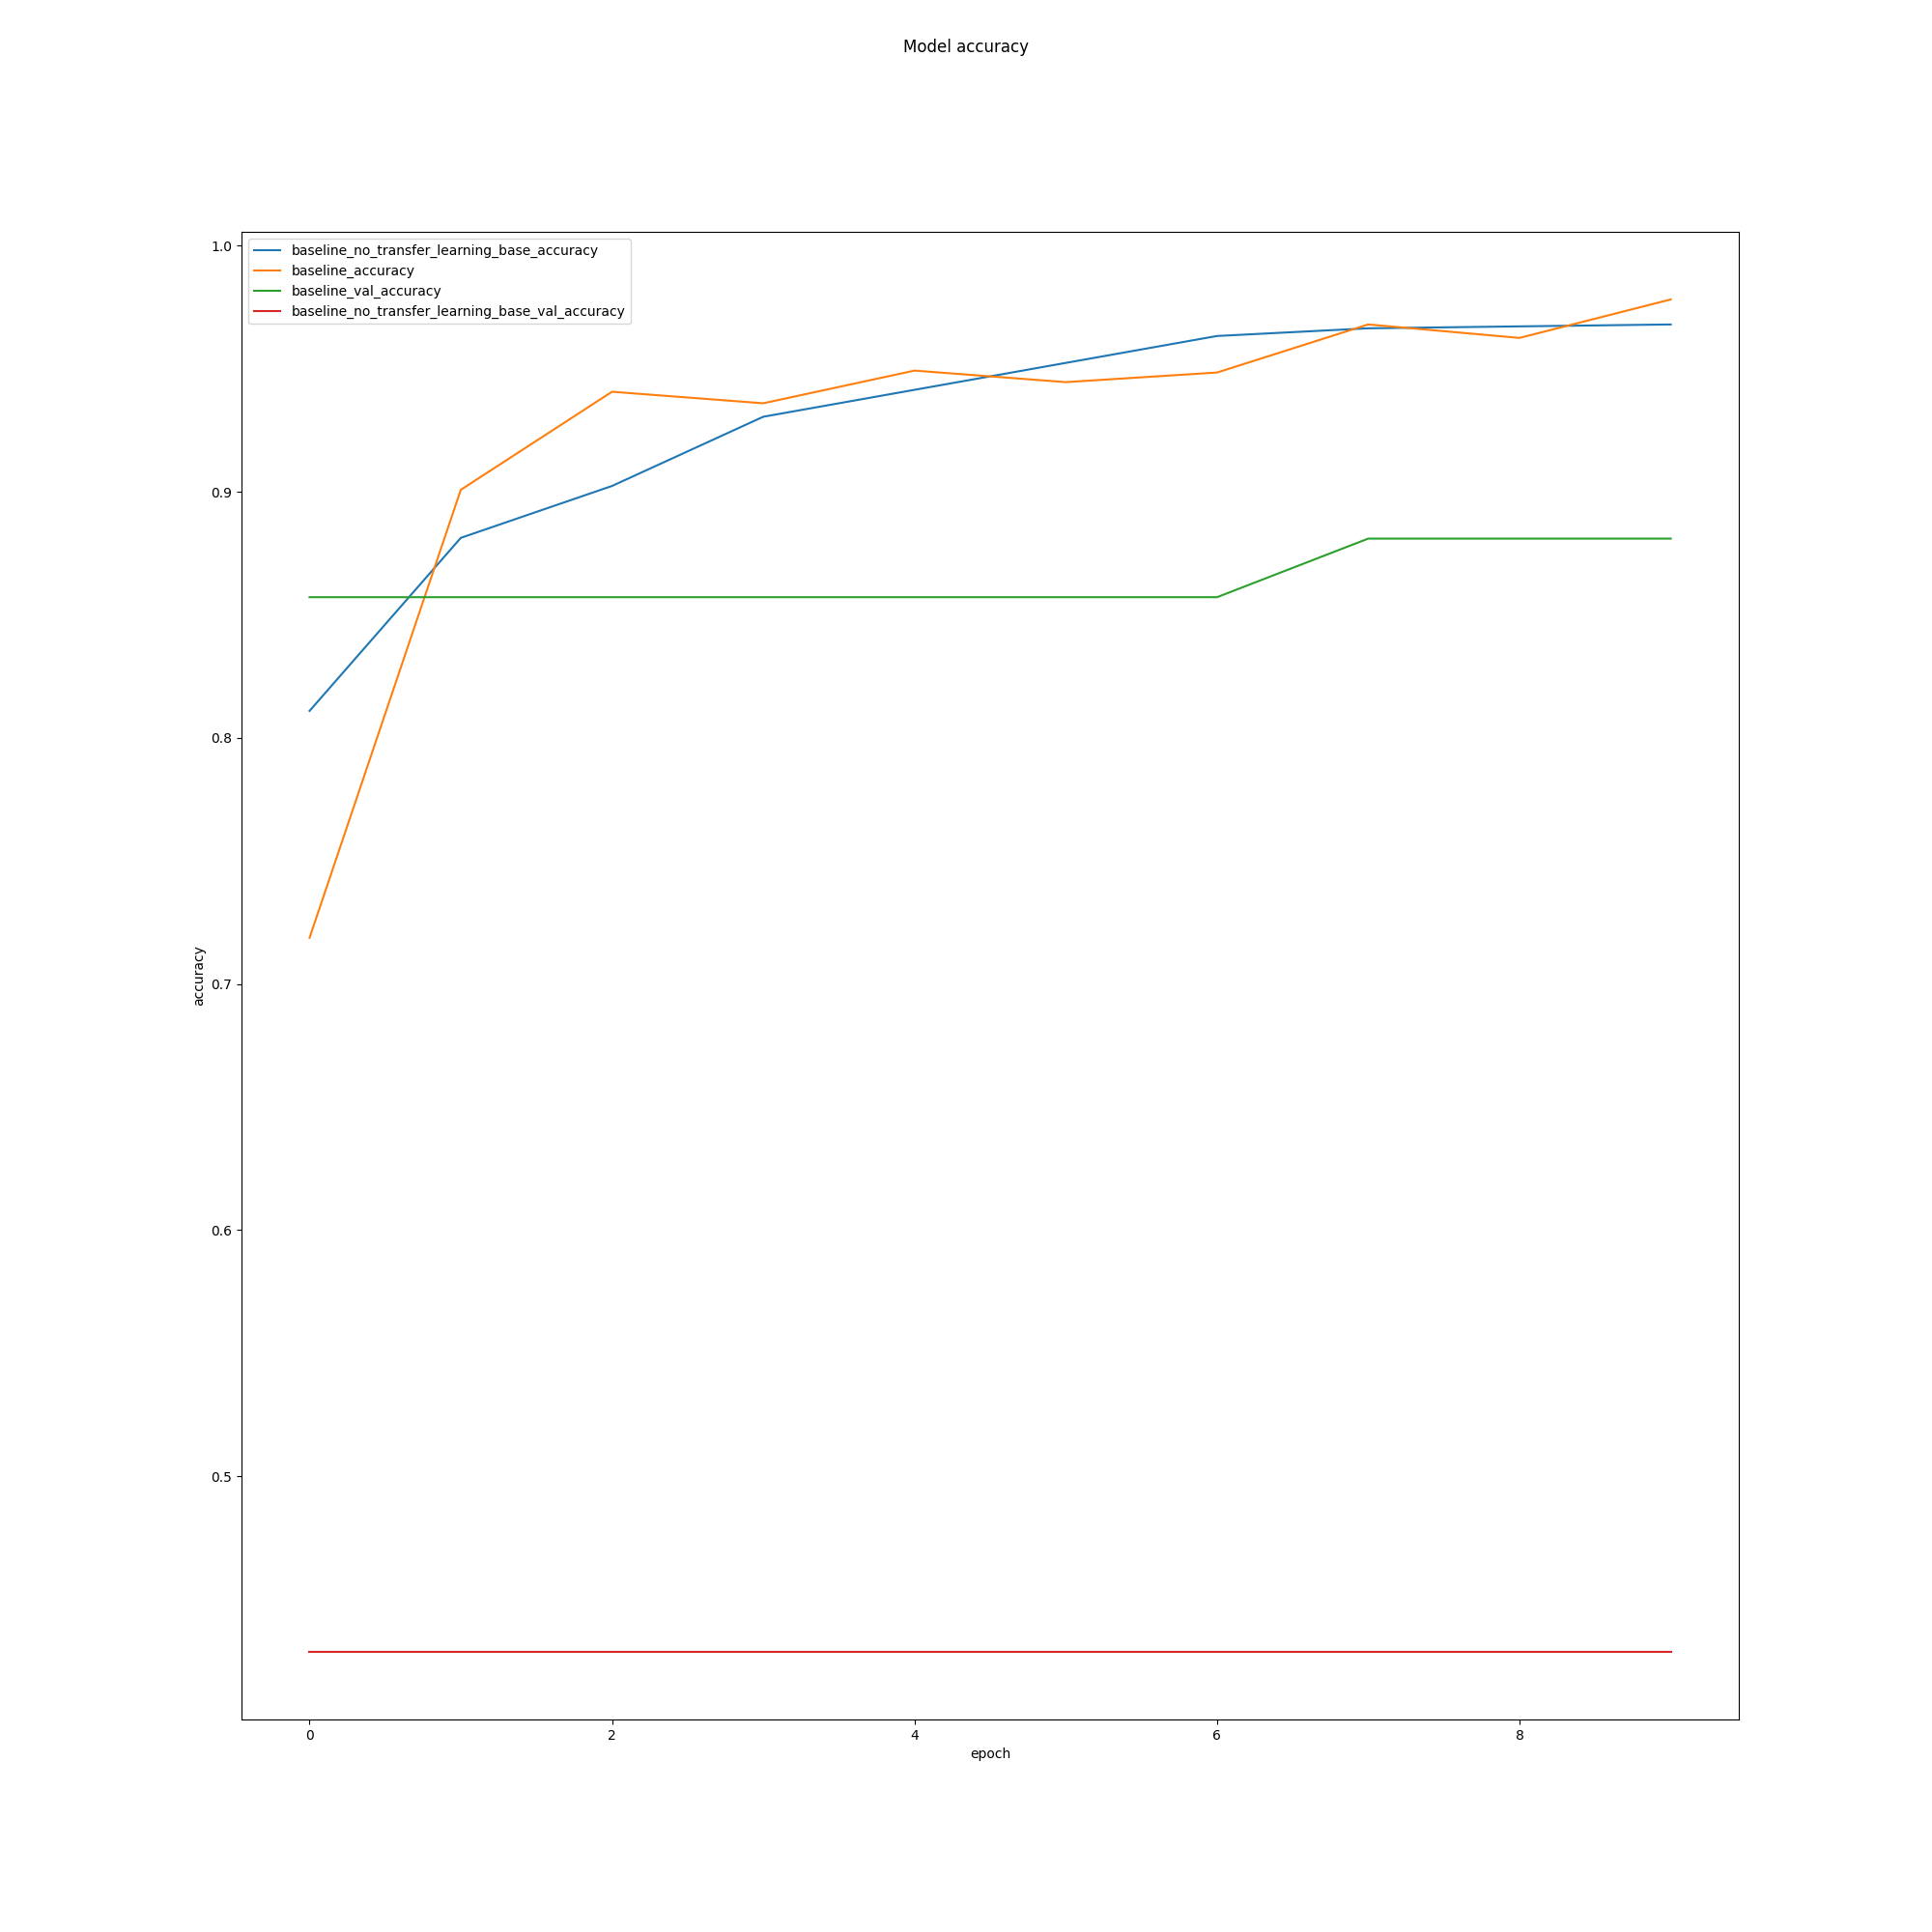 Model accuracy
baseline_no_transfer_learning_base_accuracy
baseline_accuracy
baseline_val_accuracy
baseline_no_transfer_learning_base_val_accuracy
1.0
0.9
0.8
0.7
0.6
0.5
accuracy
0 2 4 6 8
epoch